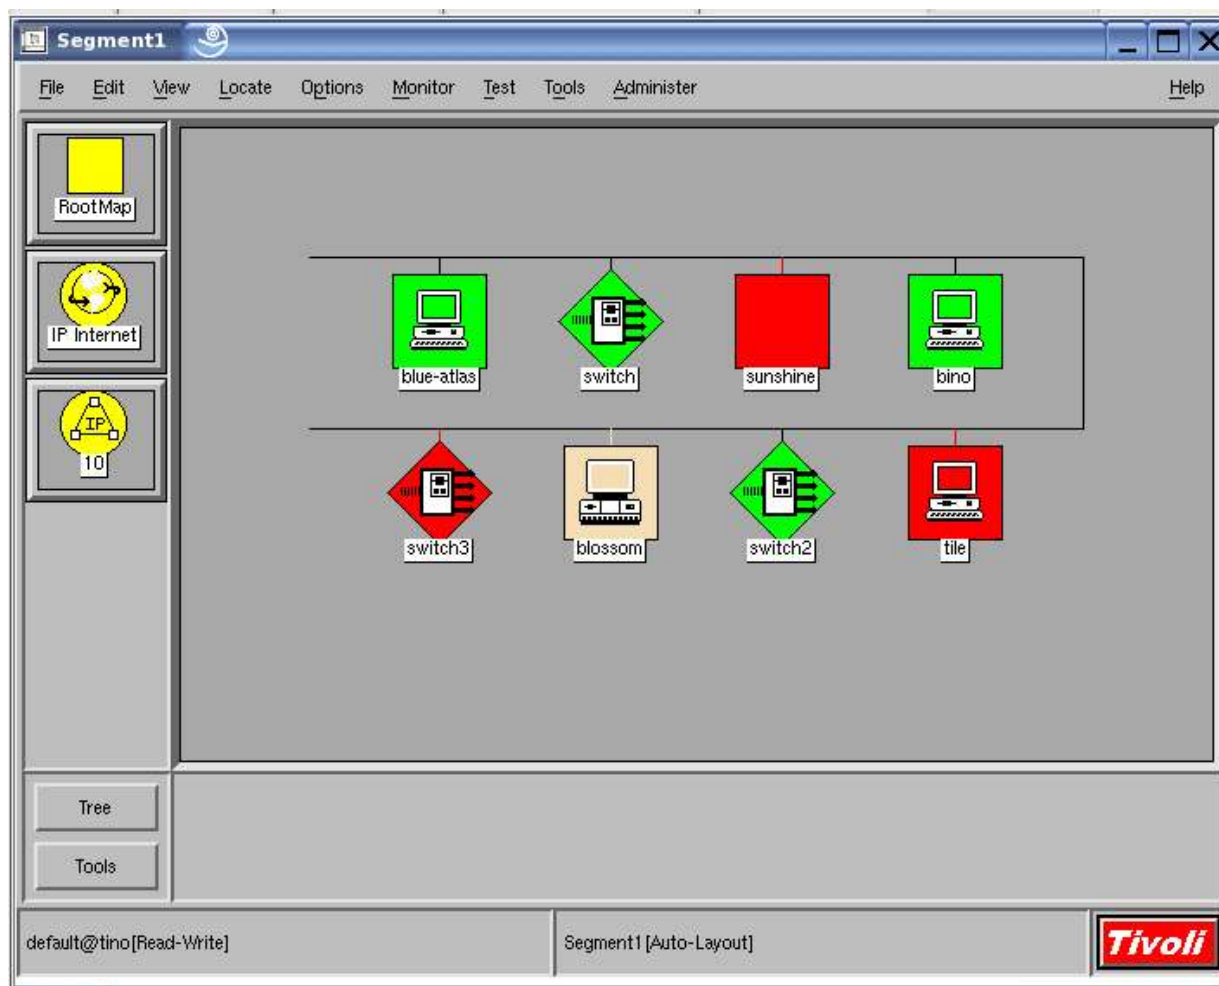 Segment1
File Edit View Locate Options Monitor Test Tools Administer Help
RootMap
IP Internet
IP
10
blue-atlas switch sunshine bino
switch3 blossom switch2 tile
Tree
Tools
default@tino[Read-Write] Segment1[Auto-Layout] Tivoli